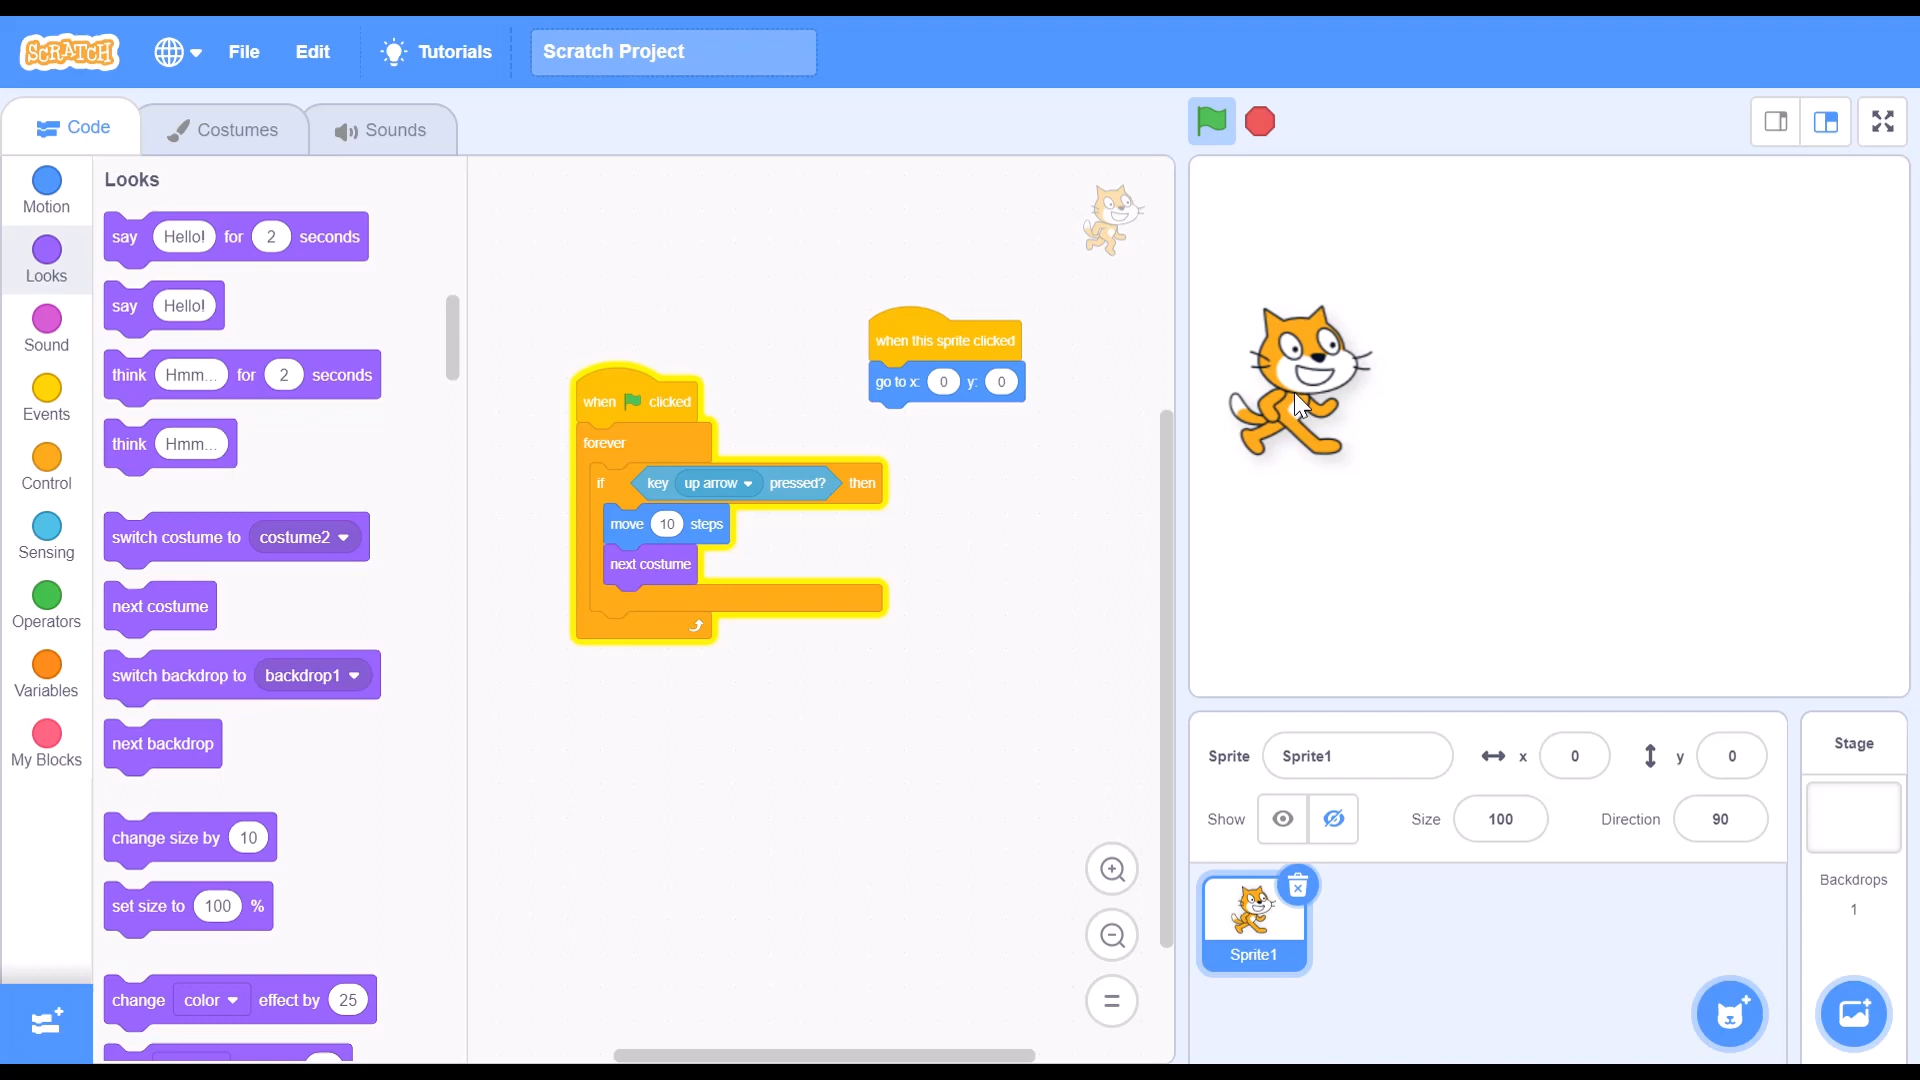 SCRATCH File Edit Tutorials Scratch Project
Code Costumes Sounds
Motion
Looks
Sound
Events
Control
Sensing
Operators
Variables
My Blocks
Looks
say Hello! for 2 seconds
say Hello!
think Hmm... for 2 seconds
think Hmm...
switch costume to costume2
next costume
switch backdrop to backdrop1
next backdrop
change size by 10
set size to 100 %
change color effect by 25
when this sprite clicked
go to x: 0 y: 0
when clicked
forever
if key up arrow pressed? then
move 10 steps
next costume
Sprite Sprite1 x 0 y 0
Show Size 100 Direction 90
Sprite1
Stage
Backdrops
1